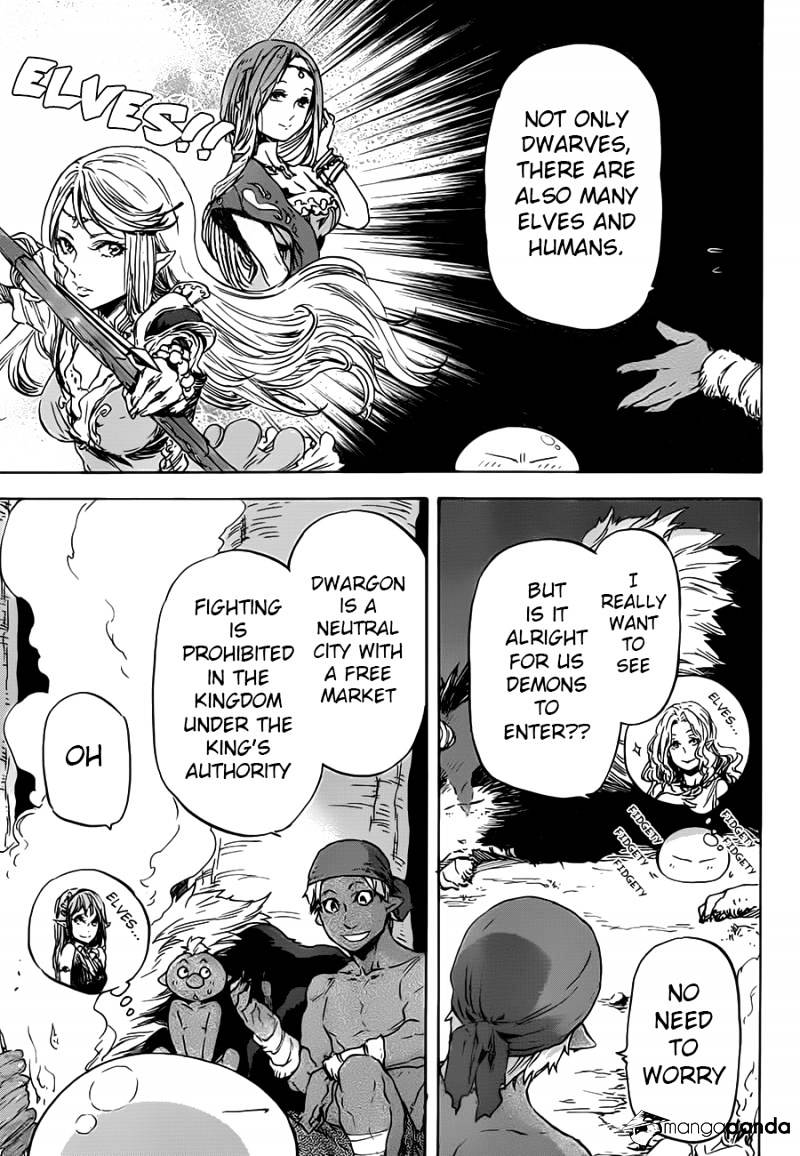 NOT ONLY
DWARVES,
THERE ARE
ALSO MANY
ELVES AND
HUMANS.
ELVES!!
I
REALLY
WANT
TO
SEE
BUT
IS IT
ALRIGHT
FOR US
DEMONS
TO
ENTER??
ELVES...
FIDGETY
FIDGETY
FIDGETY
FIDGETY
NO
NEED
TO
WORRY
DWARGON
IS A
NEUTRAL
CITY WITH
A FREE
MARKET
FIGHTING
IS
PROHIBITED
IN THE
KINGDOM
UNDER THE
KING'S
AUTHORITY
OH
ELVES...
mangapanda